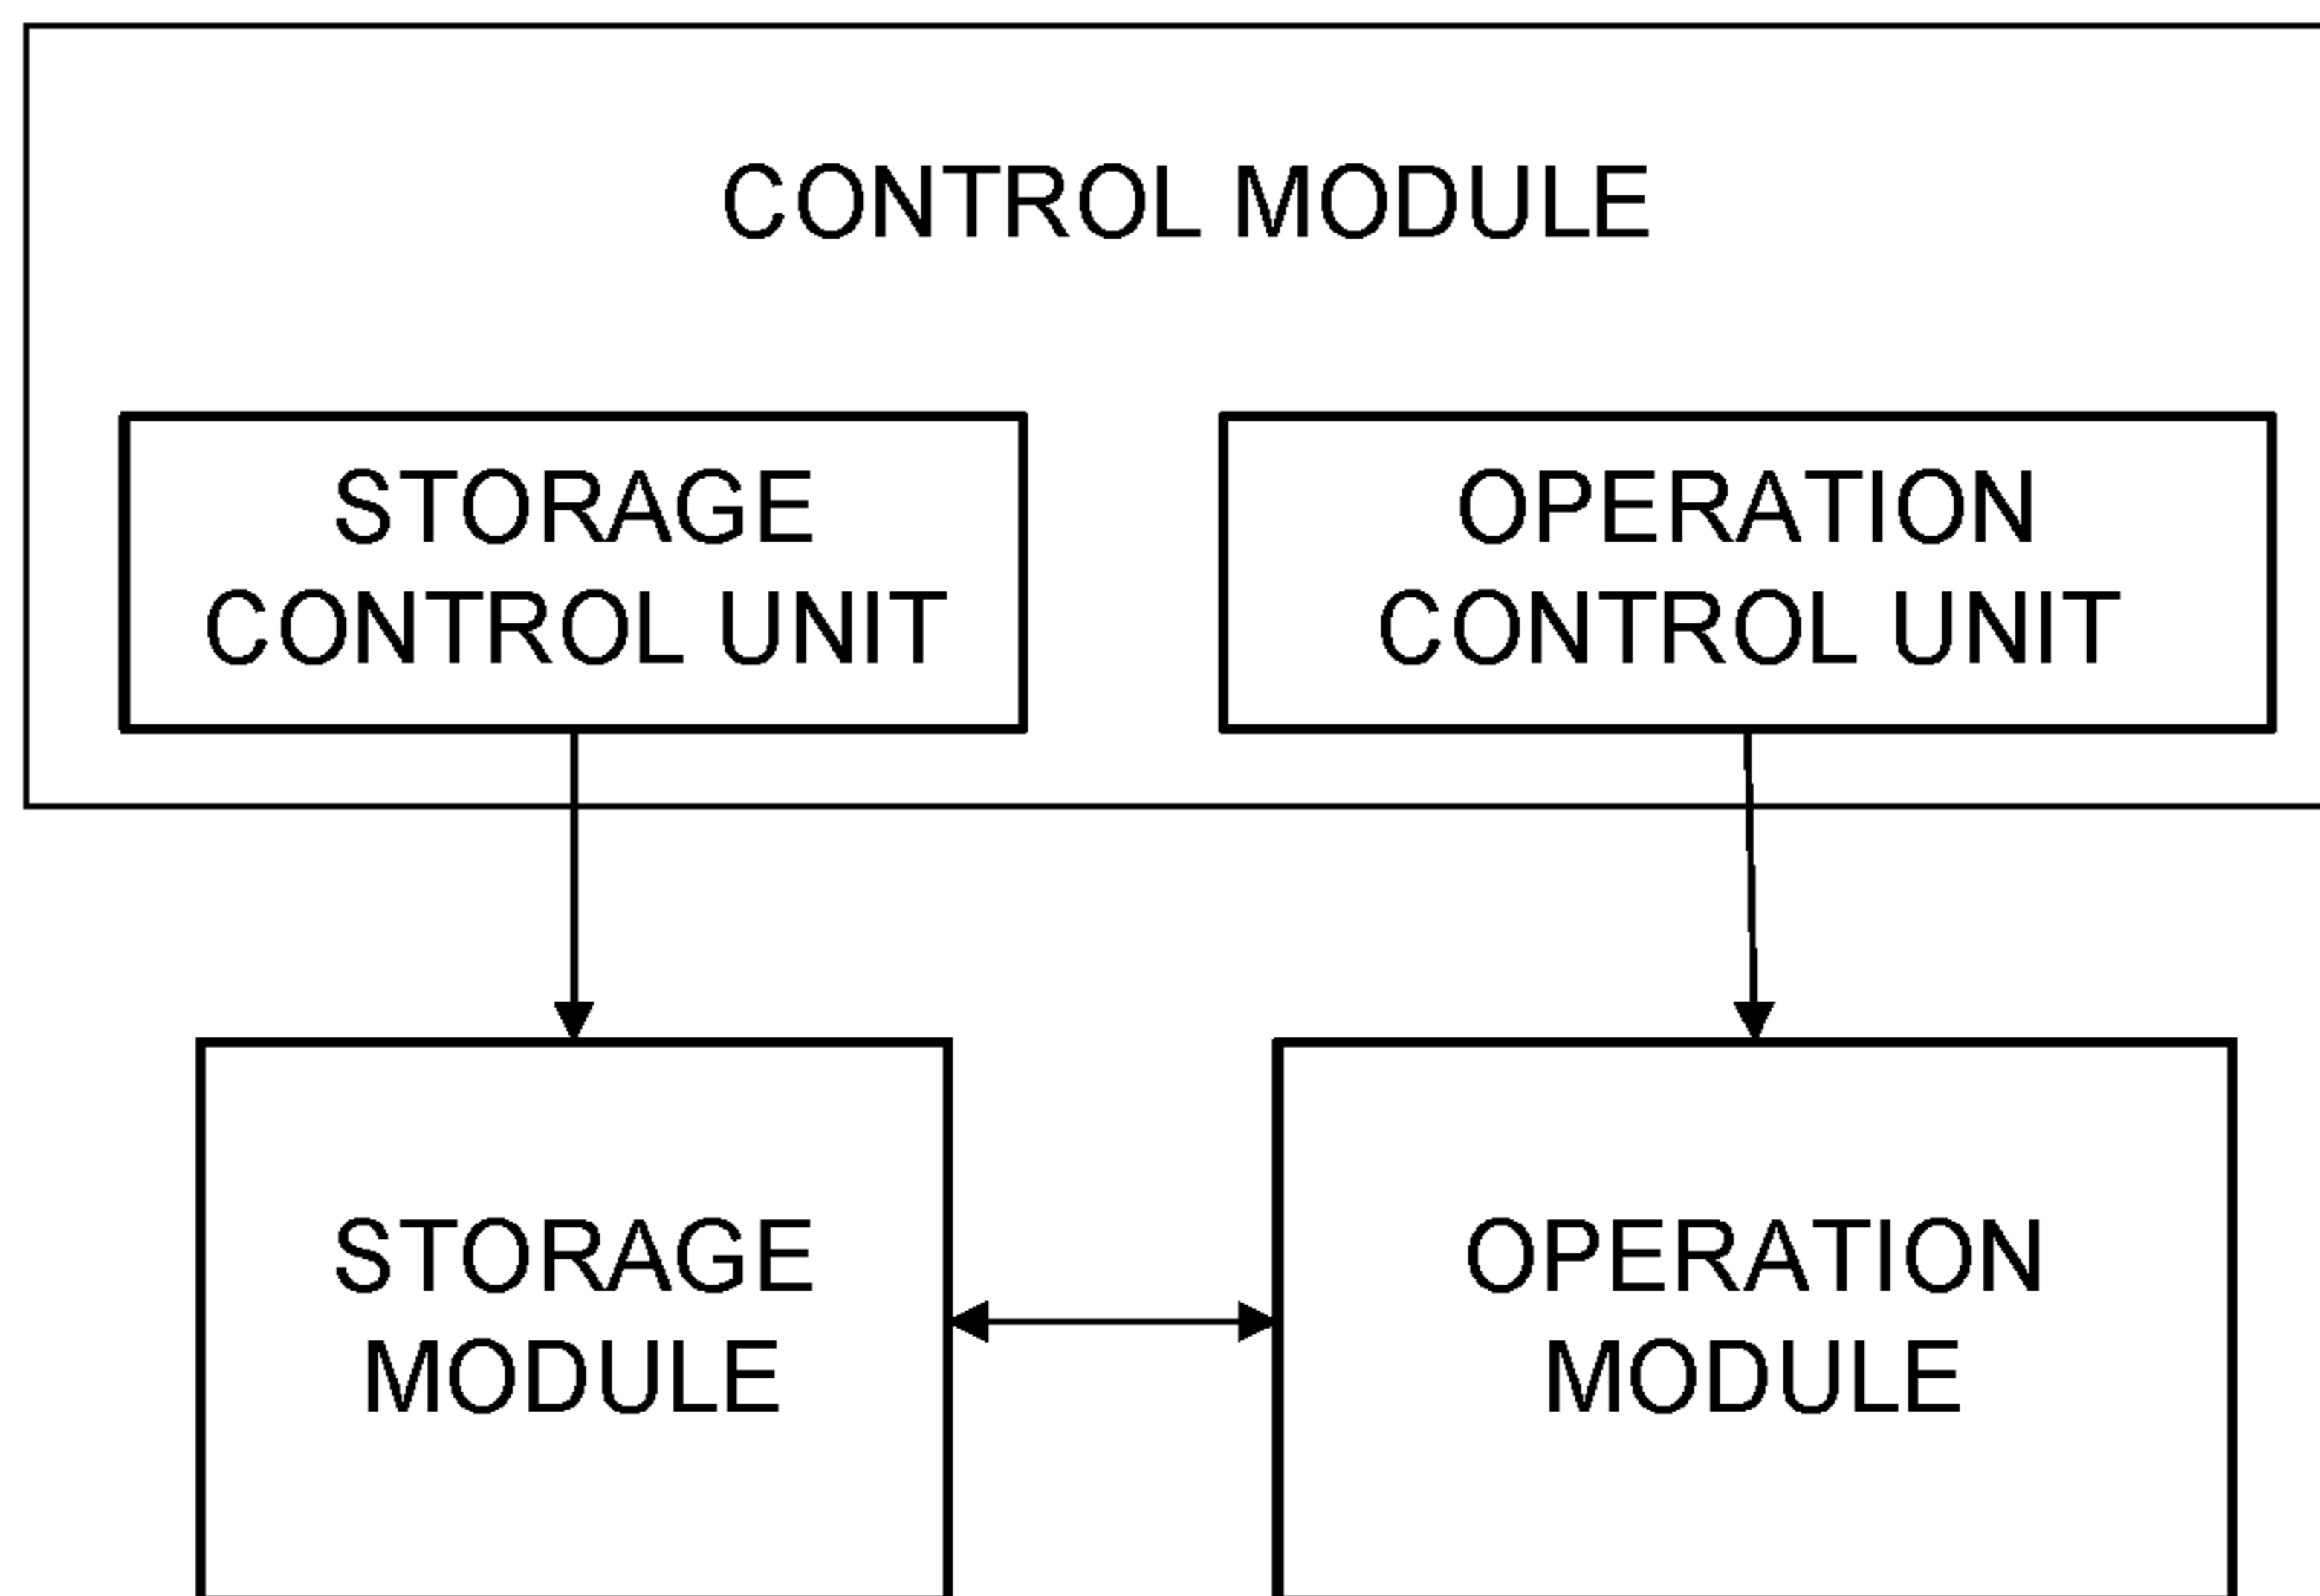 CONTROL MODULE
STORAGE
CONTROL UNIT
OPERATION
CONTROL UNIT
STORAGE
MODULE
OPERATION
MODULE